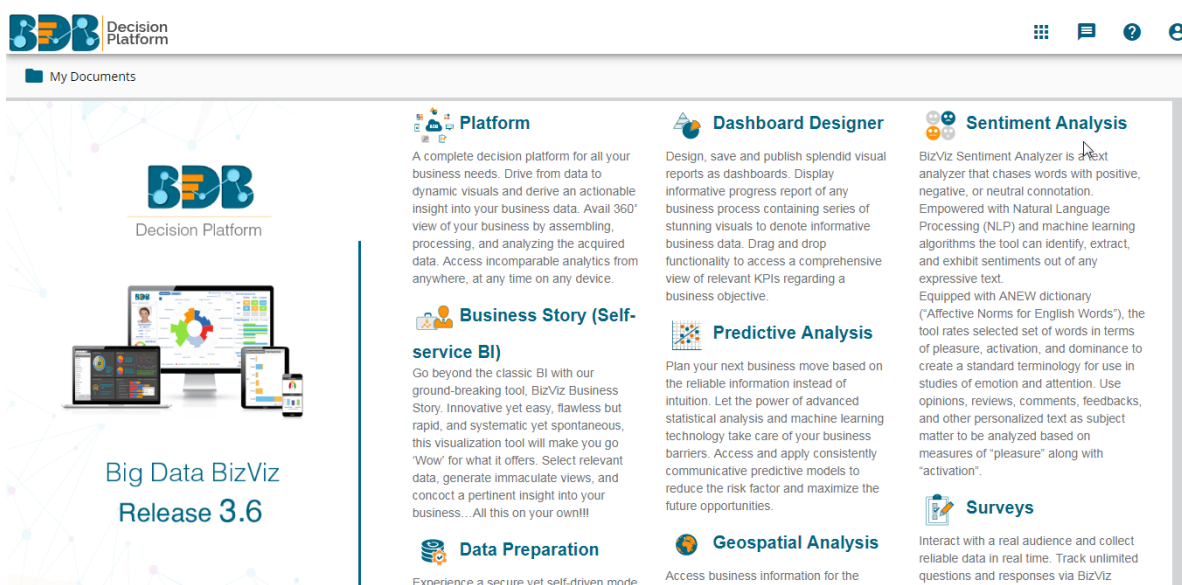 BDB Decision
Platform
My Documents
BDB
Decision Platform
Big Data BizViz
Release 3.6
Platform
A complete decision platform for all your
business needs. Drive from data to
dynamic visuals and derive an actionable
insight into your business data. Avail 360°
view of your business by assembling,
processing, and analyzing the acquired
data. Access incomparable analytics from
anywhere, at any time on any device.
Business Story (Self-
service BI)
Go beyond the classic BI with our
ground-breaking tool, BizViz Business
Story. Innovative yet easy, flawless but
rapid, and systematic yet spontaneous,
this visualization tool will make you go
'Wow' for what it offers. Select relevant
data, generate immaculate views, and
concoct a pertinent insight into your
business…All this on your own!!!
Data Preparation
Experience a secure yet self-driven mode
Dashboard Designer
Design, save and publish splendid visual
reports as dashboards. Display
informative progress report of any
business process containing series of
stunning visuals to denote informative
business data. Drag and drop
functionality to access a comprehensive
view of relevant KPIs regarding a
business objective.
Predictive Analysis
Plan your next business move based on
the reliable information instead of
intuition. Let the power of advanced
statistical analysis and machine learning
technology take care of your business
barriers. Access and apply consistently
communicative predictive models to
reduce the risk factor and maximize the
future opportunities.
Geospatial Analysis
Access business information for the
Sentiment Analysis
BizViz Sentiment Analyzer is a text
analyzer that chases words with positive,
negative, or neutral connotation.
Empowered with Natural Language
Processing (NLP) and machine learning
algorithms the tool can identify, extract,
and exhibit sentiments out of any
expressive text.
Equipped with ANEW dictionary
("Affective Norms for English Words"), the
tool rates selected set of words in terms
of pleasure, activation, and dominance to
create a standard terminology for use in
studies of emotion and attention. Use
opinions, reviews, comments, feedbacks,
and other personalized text as subject
matter to be analyzed based on
measures of "pleasure" along with
"activation".
Surveys
Interact with a real audience and collect
reliable data in real time. Track unlimited
questions and responses via BizViz